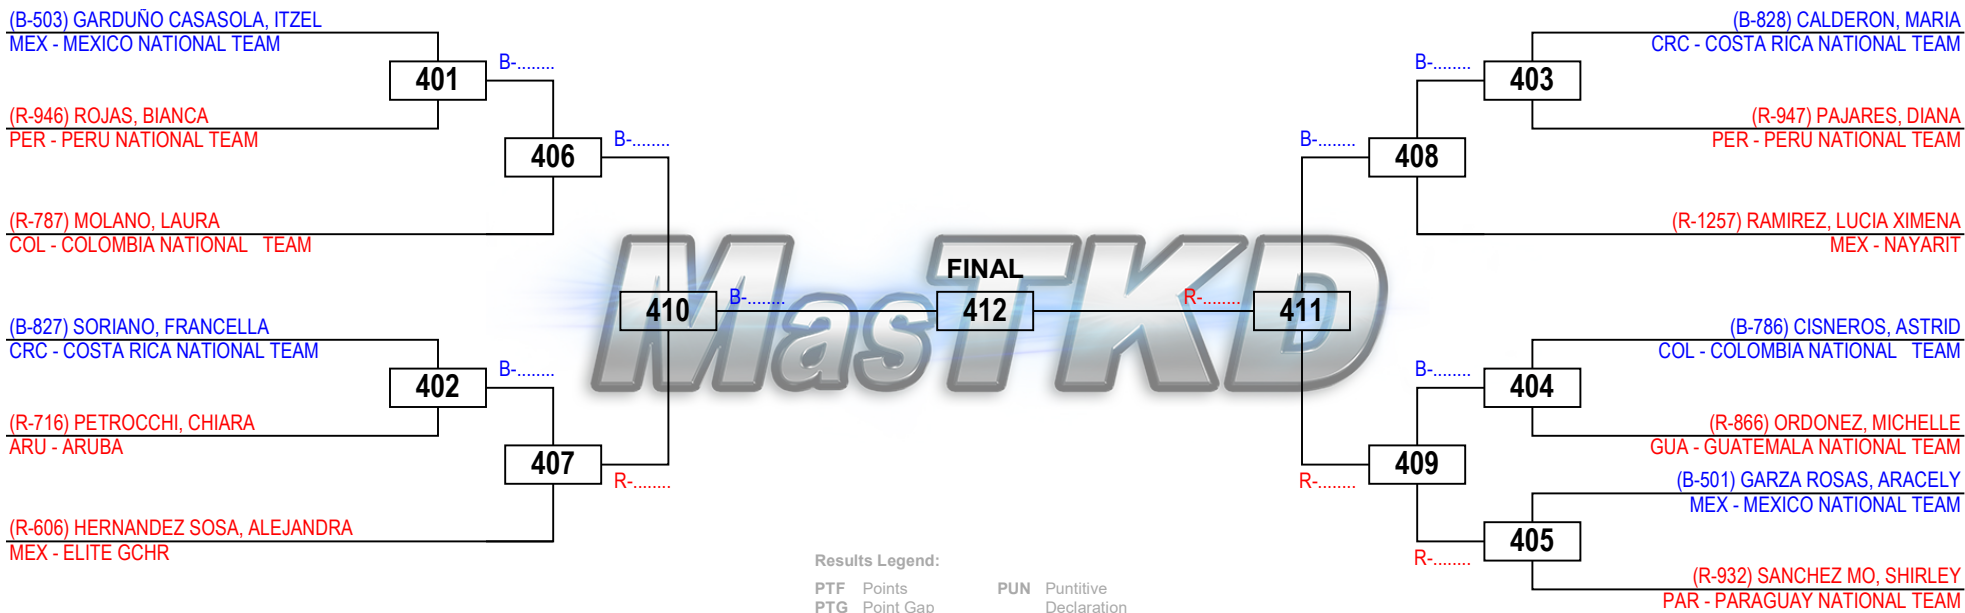 (B-503) GARDUÑO CASASOLA, ITZEL
MEX - MEXICO NATIONAL TEAM
401
B-........
(R-946) ROJAS, BIANCA
PER - PERU NATIONAL TEAM
406
B-........
(R-787) MOLANO, LAURA
COL - COLOMBIA NATIONAL TEAM
(B-827) SORIANO, FRANCELLA
CRC - COSTA RICA NATIONAL TEAM
402
B-........
(R-716) PETROCCHI, CHIARA
ARU - ARUBA
407
R-........
(R-606) HERNANDEZ SOSA, ALEJANDRA
MEX - ELITE GCHR
410
B-........
FINAL
412
MasTKD
R-........
411
(B-828) CALDERON, MARIA
CRC - COSTA RICA NATIONAL TEAM
B-........
403
(R-947) PAJARES, DIANA
PER - PERU NATIONAL TEAM
B-........
408
(R-1257) RAMIREZ, LUCIA XIMENA
MEX - NAYARIT
(B-786) CISNEROS, ASTRID
COL - COLOMBIA NATIONAL TEAM
B-........
404
(R-866) ORDONEZ, MICHELLE
GUA - GUATEMALA NATIONAL TEAM
409
R-........
(B-501) GARZA ROSAS, ARACELY
MEX - MEXICO NATIONAL TEAM
405
R-........
(R-932) SANCHEZ MO, SHIRLEY
PAR - PARAGUAY NATIONAL TEAM
Results Legend:
PTF Points
PUN Puntitive
PTG Point Gap
Declaration